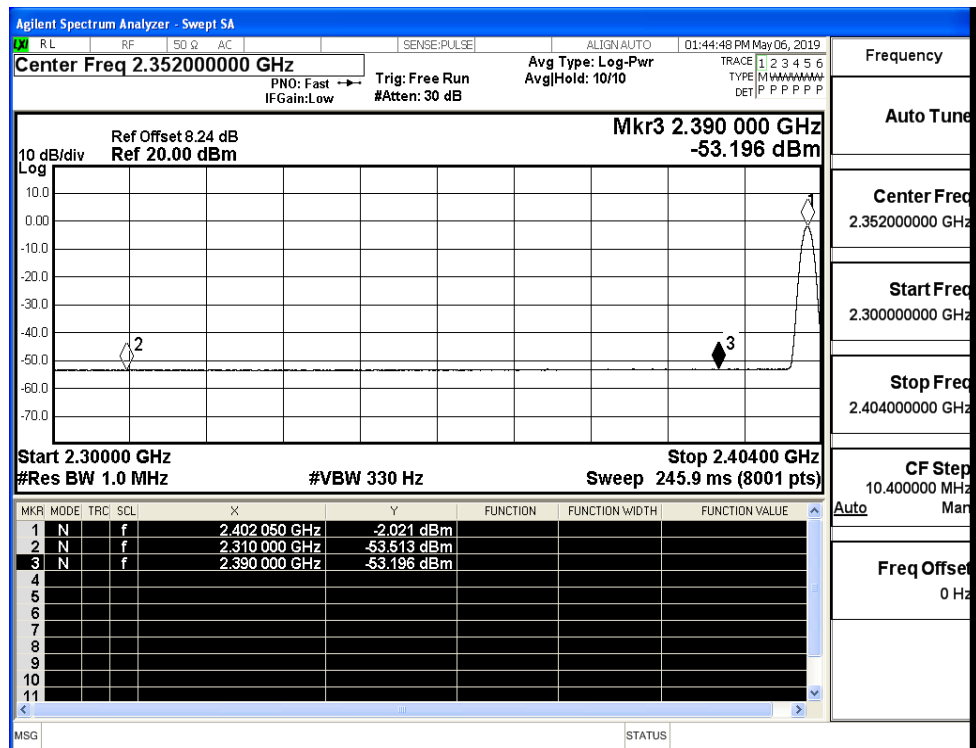 Agilent Spectrum Analyzer - Swept SA
LXI RL RF 50 Ω AC SENSE:PULSE ALIGN AUTO 01:44:48 PM May 06, 2019
Center Freq 2.352000000 GHz
PNO: Fast
IFGain:Low
Trig: Free Run
#Atten: 30 dB
Avg Type: Log-Pwr
Avg|Hold: 10/10
TRACE 1 2 3 4 5 6
TYPE M WWWWW
DET P P P P P P
Ref Offset 8.24 dB
10 dB/div Ref 20.00 dBm
Log
Mkr3 2.390 000 GHz
-53.196 dBm
10.0
0.00
-10.0
-20.0
-30.0
-40.0
-50.0
-60.0
-70.0
1
2
3
Start 2.30000 GHz Stop 2.40400 GHz
#Res BW 1.0 MHz #VBW 330 Hz Sweep 245.9 ms (8001 pts)
MKR MODE TRC SCL X Y FUNCTION FUNCTION WIDTH FUNCTION VALUE
1 N f 2.402 050 GHz -2.021 dBm
2 N f 2.310 000 GHz -53.513 dBm
3 N f 2.390 000 GHz -53.196 dBm
4
5
6
7
8
9
10
11
MSG STATUS
Frequency
Auto Tune
Center Freq
2.352000000 GHz
Start Freq
2.300000000 GHz
Stop Freq
2.404000000 GHz
CF Step
10.400000 MHz
Auto Man
Freq Offset
0 Hz